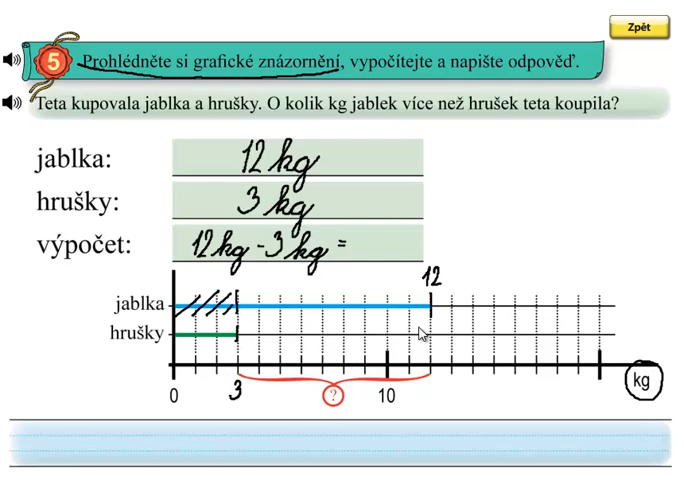 Zpět
5 Prohlédněte si grafické znázornění, vypočítejte a napište odpověď.
Teta kupovala jablka a hrušky. O kolik kg jablek více než hrušek teta koupila?
jablka: 12 kg
hrušky: 3 kg
výpočet: 12 kg - 3 kg =
12
jablka
hrušky
0 3 ? 10 kg